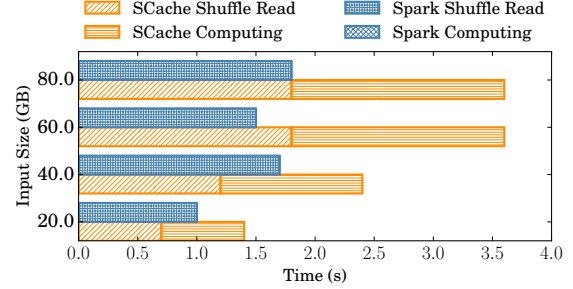 SCache Shuffle Read Spark Shuffle Read
SCache Computing Spark Computing
Input Size (GB)
80.0
60.0
40.0
20.0
0.0 0.5 1.0 1.5 2.0 2.5 3.0 3.5 4.0
Time (s)